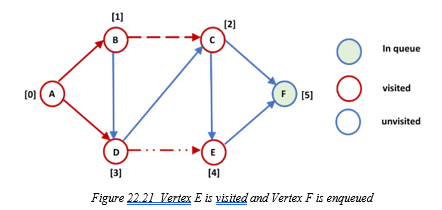 [1]
[2]
B
C
In queue
[0]
A
F
[5]
visited
unvisited
D
E
[3]
[4]
Figure 22.21 Vertex E is visited and Vertex F is enqueued